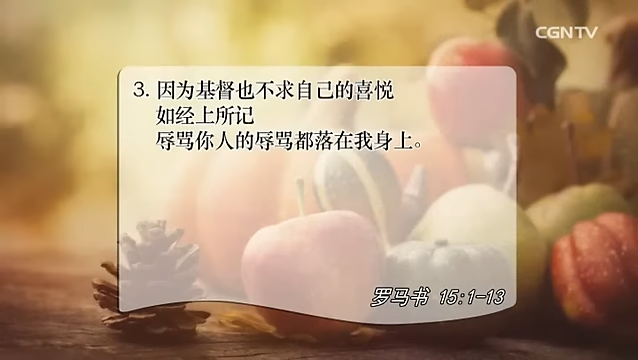 CGNTV
3. 因为基督也不求自己的喜悦
如经上所记
辱骂你人的辱骂都落在我身上。
罗马书 15:1-13